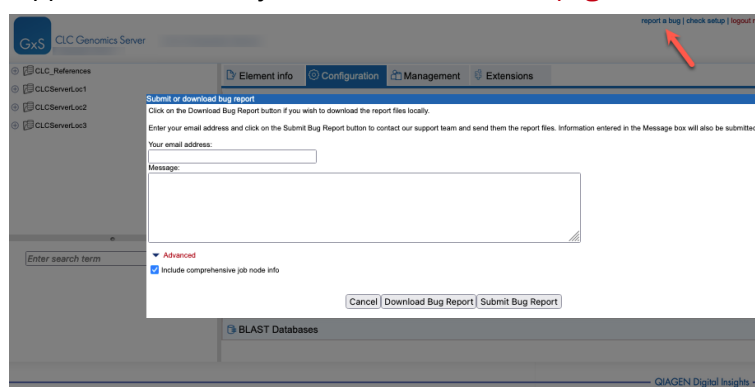 report a bug | check setup | logout
GxS CLC Genomics Server
CLC_References
CLCServerLoc1
CLCServerLoc2
CLCServerLoc3
Element info Configuration Management Extensions
Submit or download bug report
Click on the Download Bug Report button if you wish to download the report files locally.
Enter your email address and click on the Submit Bug Report button to contact our support team and send them the report files. Information entered in the Message box will also be submitted
Your email address:
Message:
Enter search term
Advanced
Include comprehensive job node info
Cancel Download Bug Report Submit Bug Report
BLAST Databases
QIAGEN Digital Insights